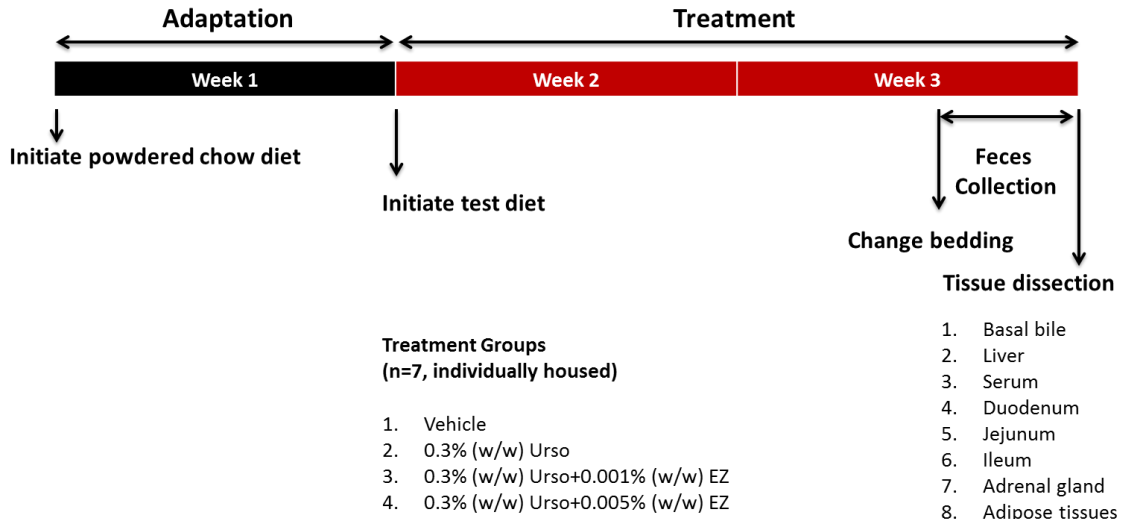 Adaptation
Treatment
Week 1
Week 2
Week 3
Initiate powdered chow diet
Initiate test diet
Feces
Collection
Change bedding
Tissue dissection
Treatment Groups
(n=7, individually housed)
1. Vehicle
2. 0.3% (w/w) Urso
3. 0.3% (w/w) Urso+0.001% (w/w) EZ
4. 0.3% (w/w) Urso+0.005% (w/w) EZ
1. Basal bile
2. Liver
3. Serum
4. Duodenum
5. Jejunum
6. Ileum
7. Adrenal gland
8. Adipose tissues